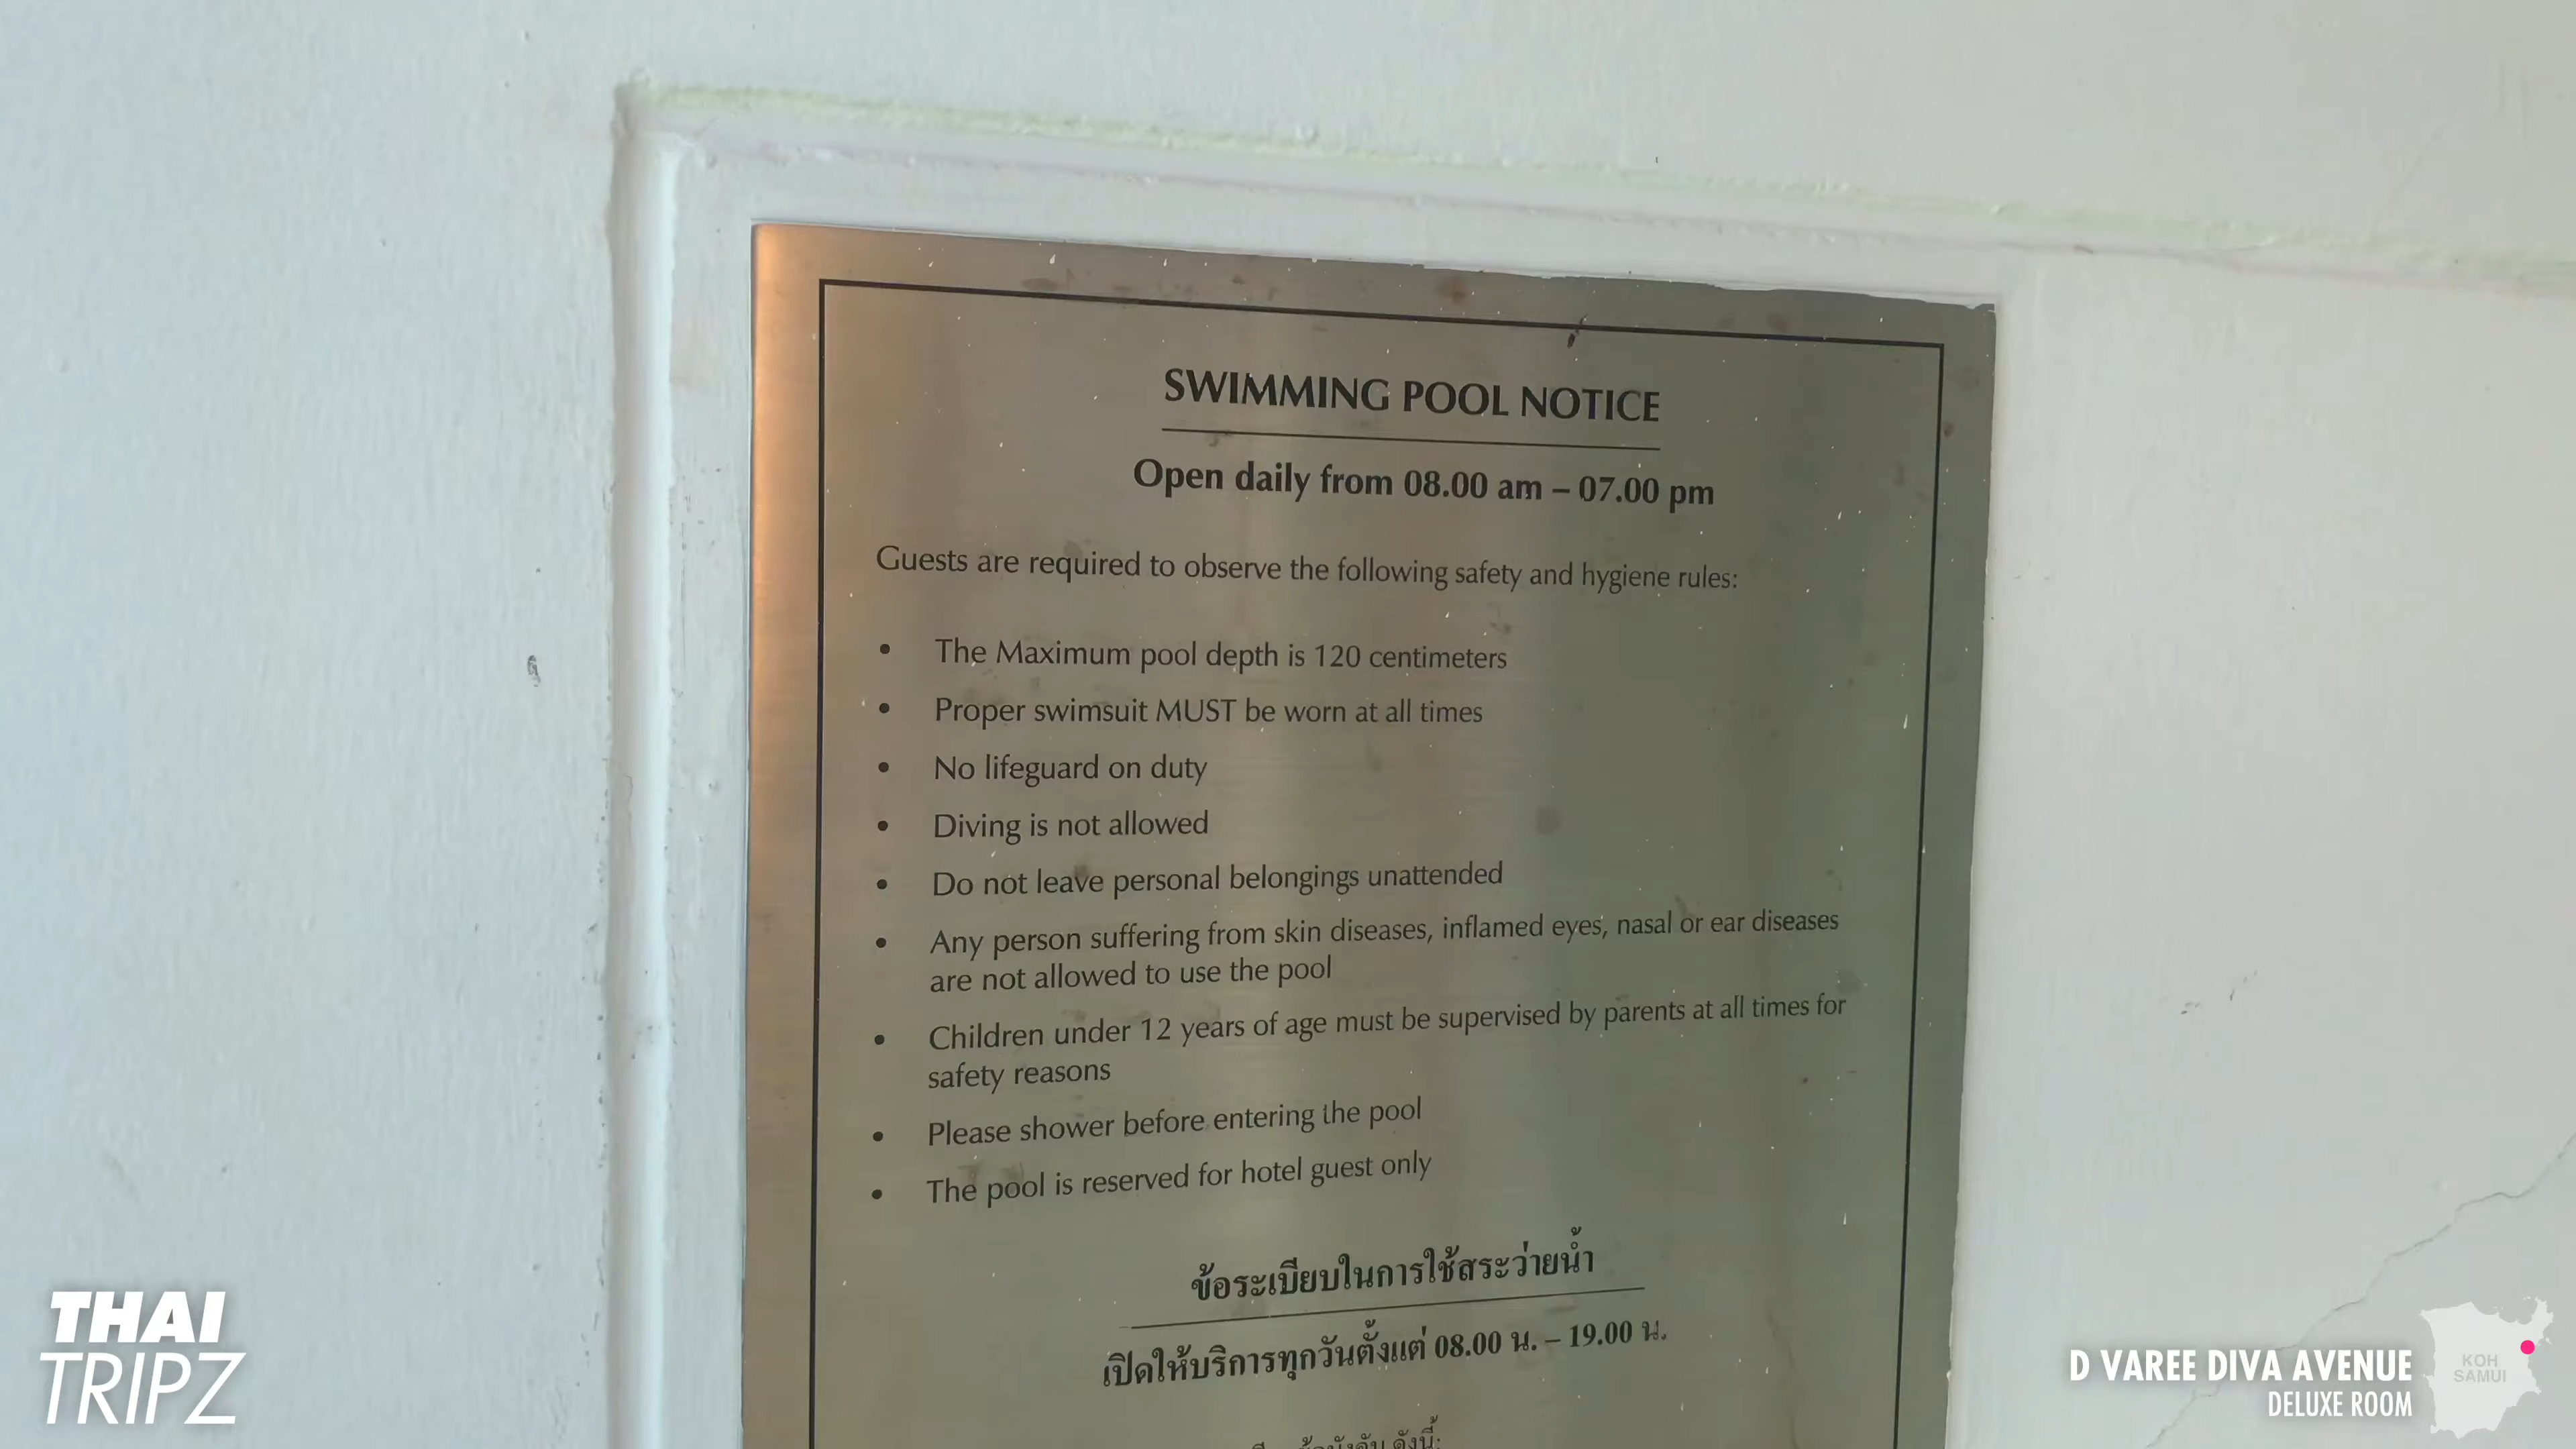 SWIMMING POOL NOTICE
Open daily from 08.00 am – 07.00 pm
Guests are required to observe the following safety and hygiene rules:
• The Maximum pool depth is 120 centimeters
• Proper swimsuit MUST be worn at all times
• No lifeguard on duty
• Diving is not allowed
• Do not leave personal belongings unattended
• Any person suffering from skin diseases, inflamed eyes, nasal or ear diseases
are not allowed to use the pool
• Children under 12 years of age must be supervised by parents at all times for
safety reasons
• Please shower before entering the pool
• The pool is reserved for hotel guest only
ข้อระเบียบในการใช้สระว่ายน้ำ
เปิดให้บริการทุกวันตั้งแต่ 08.00 น. – 19.00 น.
ดังนี้:
THAI
TRIPZ
D VAREE DIVA AVENUE
DELUXE ROOM
KOH
SAMUI